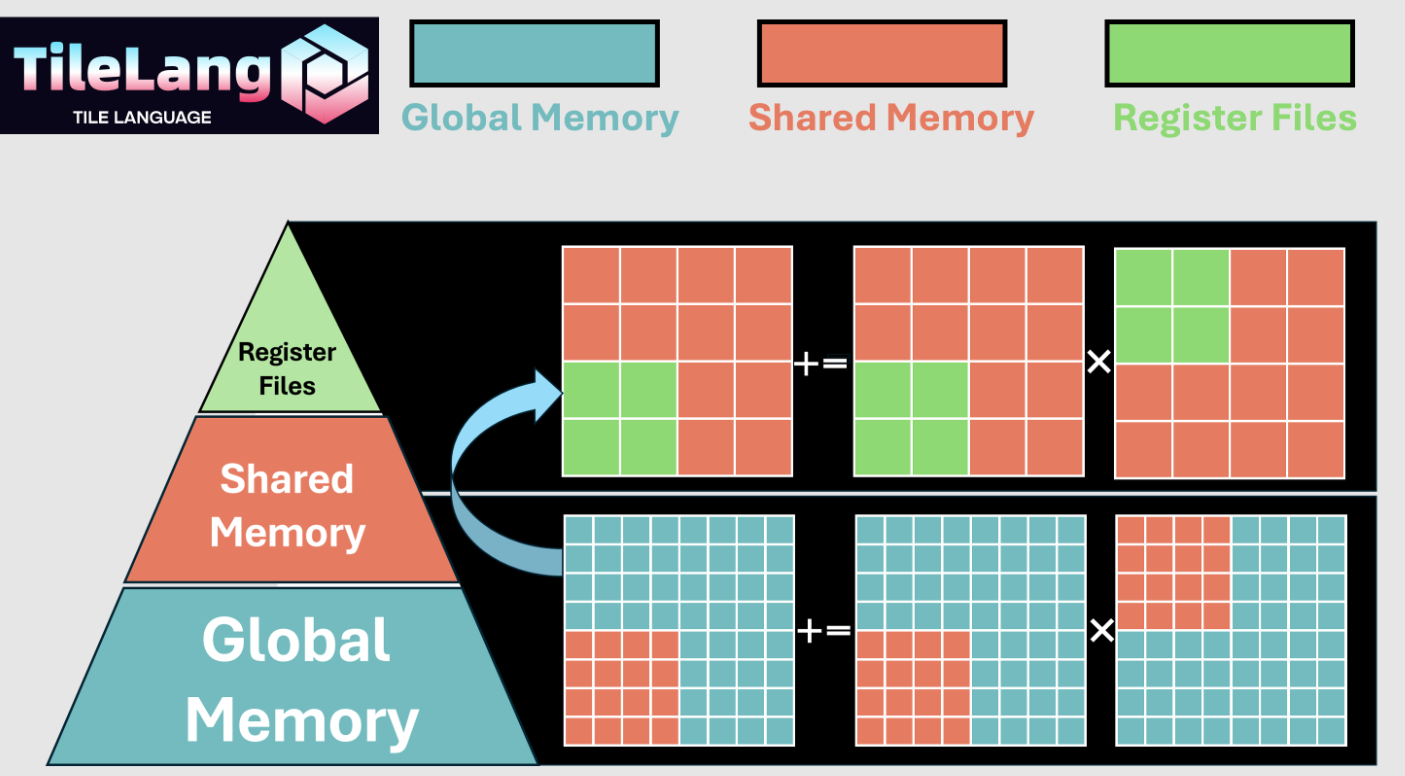 TileLang
TILE LANGUAGE
Global Memory
Shared Memory
Register Files
Register
Files
+=
×
Shared
Memory
Global
Memory
+=
×